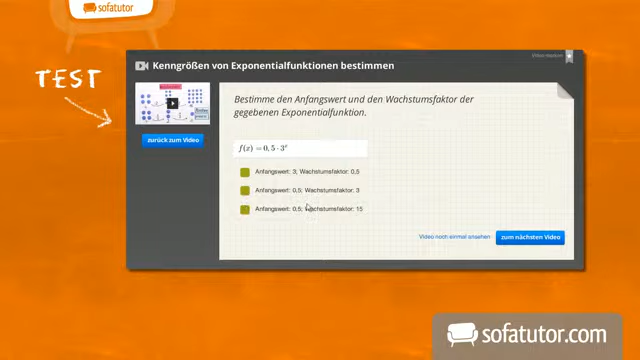 sofatutor
TEST
Kenngrößen von Exponentialfunktionen bestimmen
zurück zum Video
Bestimme den Anfangswert und den Wachstumsfaktor der
gegebenen Exponentialfunktion.
f(x) = 0,5 · 3ˣ
Anfangswert: 3; Wachstumsfaktor: 0,5
Anfangswert: 0,5; Wachstumsfaktor: 3
Anfangswert: 0,5; Wachstumsfaktor: 15
Video noch einmal ansehen
zum nächsten Video
sofatutor.com